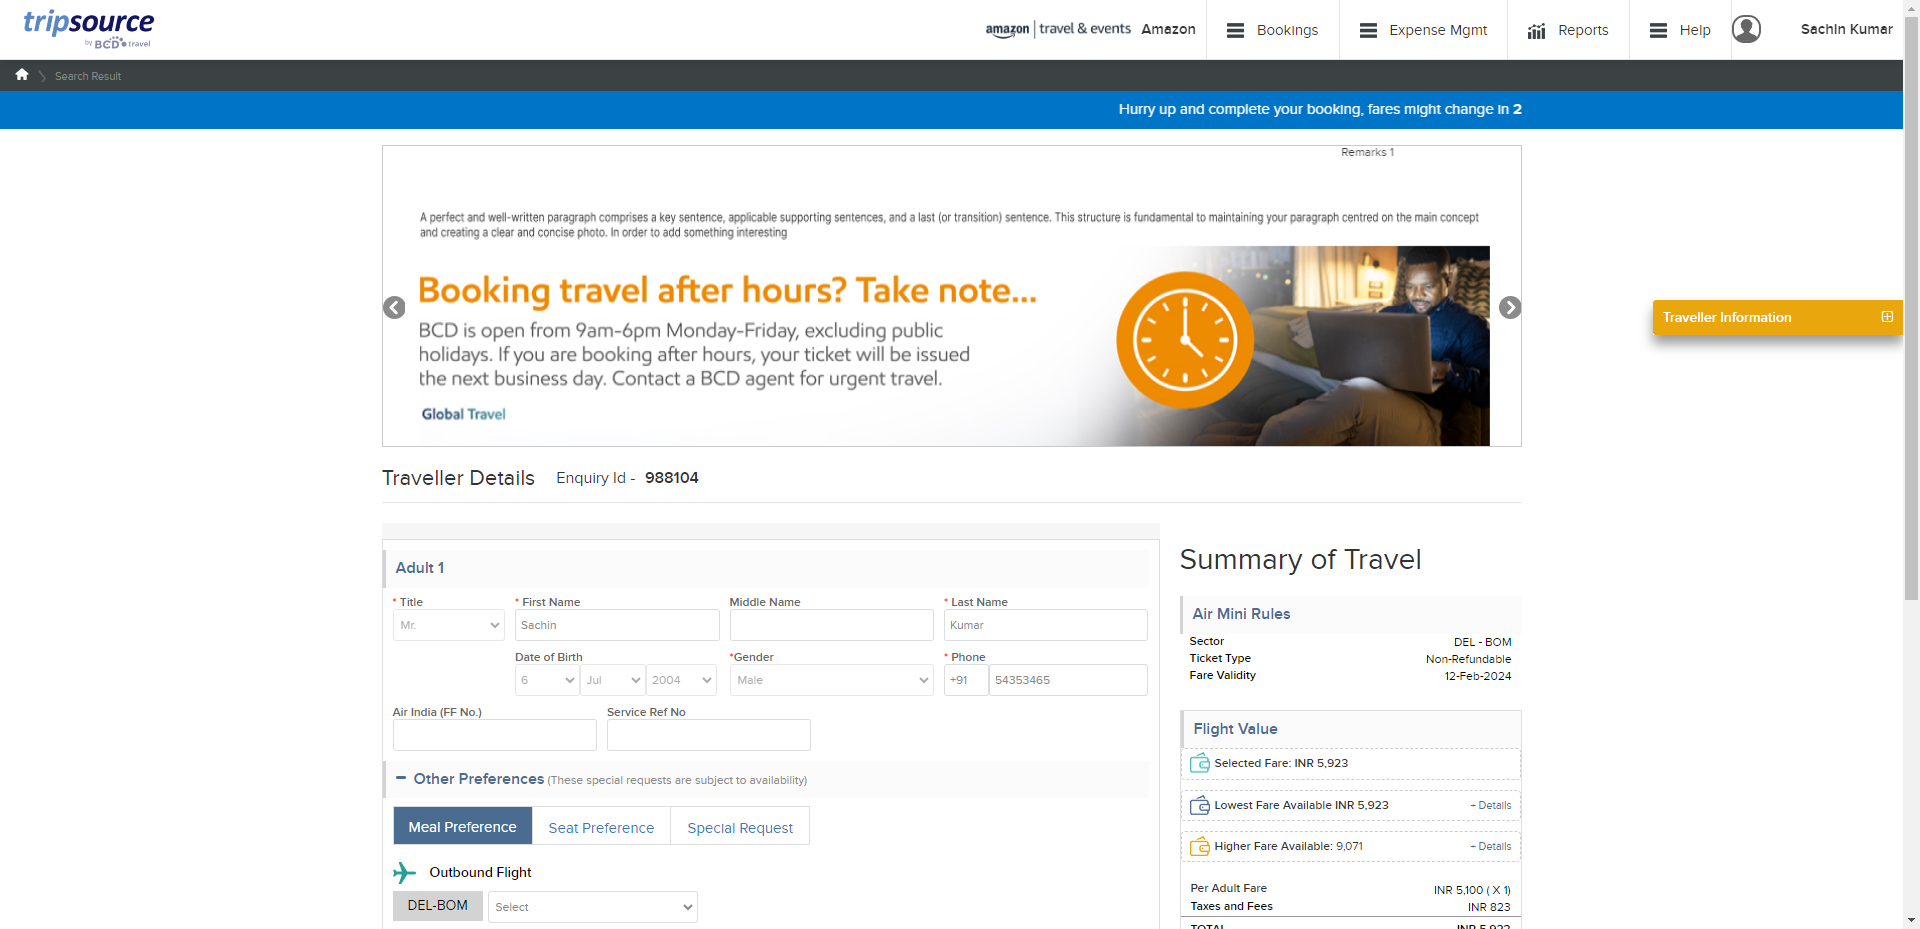 tripsource
by BCD travel
amazon travel & events Amazon
Bookings
Expense Mgmt
Reports
Help
Sachin Kumar
Search Result
Hurry up and complete your booking, fares might change in 2
Remarks 1
A perfect and well-written paragraph comprises a key sentence, applicable supporting sentences, and a last (or transition) sentence. This structure is fundamental to maintaining your paragraph centred on the main concept
and creating a clear and concise photo. In order to add something interesting
Booking travel after hours? Take note...
BCD is open from 9am-6pm Monday-Friday, excluding public
holidays. If you are booking after hours, your ticket will be issued
the next business day. Contact a BCD agent for urgent travel.
Global Travel
Traveller Information
Traveller Details Enquiry Id - 988104
Adult 1
* Title * First Name Middle Name * Last Name
Mr. Sachin Kumar
Date of Birth *Gender * Phone
6 Jul 2004 Male +91 54353465
Air India (FF No.) Service Ref No
Other Preferences (These special requests are subject to availability)
Meal Preference Seat Preference Special Request
Outbound Flight
DEL-BOM Select
Summary of Travel
Air Mini Rules
Sector DEL - BOM
Ticket Type Non-Refundable
Fare Validity 12-Feb-2024
Flight Value
Selected Fare: INR 5,923
Lowest Fare Available INR 5,923 + Details
Higher Fare Available: 9,071 + Details
Per Adult Fare INR 5,100 ( X 1)
Taxes and Fees INR 823
TOTAL INR 5,923